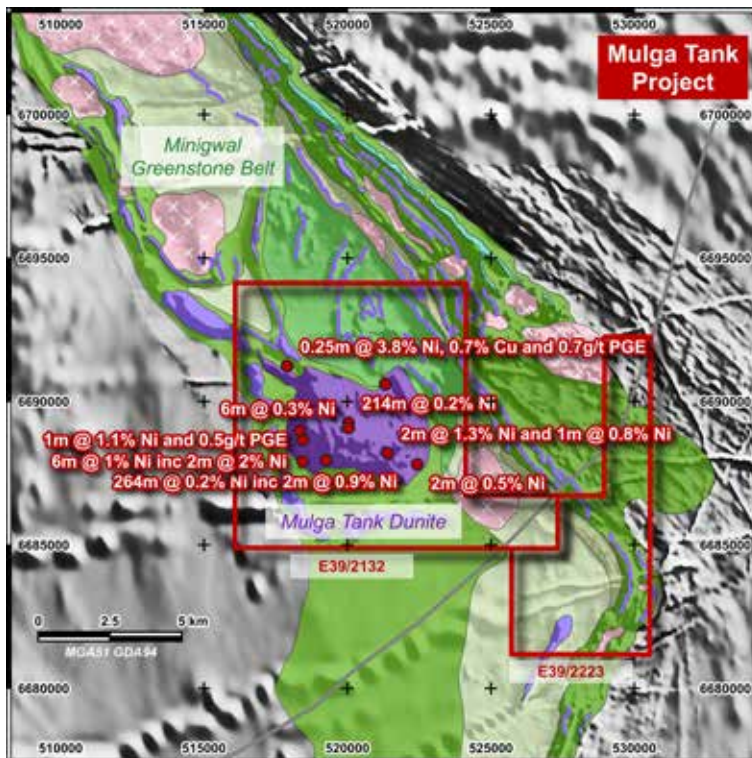 510000 515000 520000 525000 530000
Mulga Tank
Project
6700000 6700000
Minigwal
Greenstone Belt
6695000 6695000
0.25m @ 3.8% Ni, 0.7% Cu and 0.7g/t PGE
6690000 6690000
6m @ 0.3% Ni
214m @ 0.2% Ni
1m @ 1.1% Ni and 0.5g/t PGE
2m @ 1.3% Ni and 1m @ 0.8% Ni
6m @ 1% Ni inc 2m @ 2% Ni
264m @ 0.2% Ni inc 2m @ 0.9% Ni
2m @ 0.5% Ni
Mulga Tank Dunite
6685000 6685000
E39/2132
0 2.5 5 km
MGA51 GDA94
E39/2223
6680000 6680000
510000 515000 520000 525000 530000